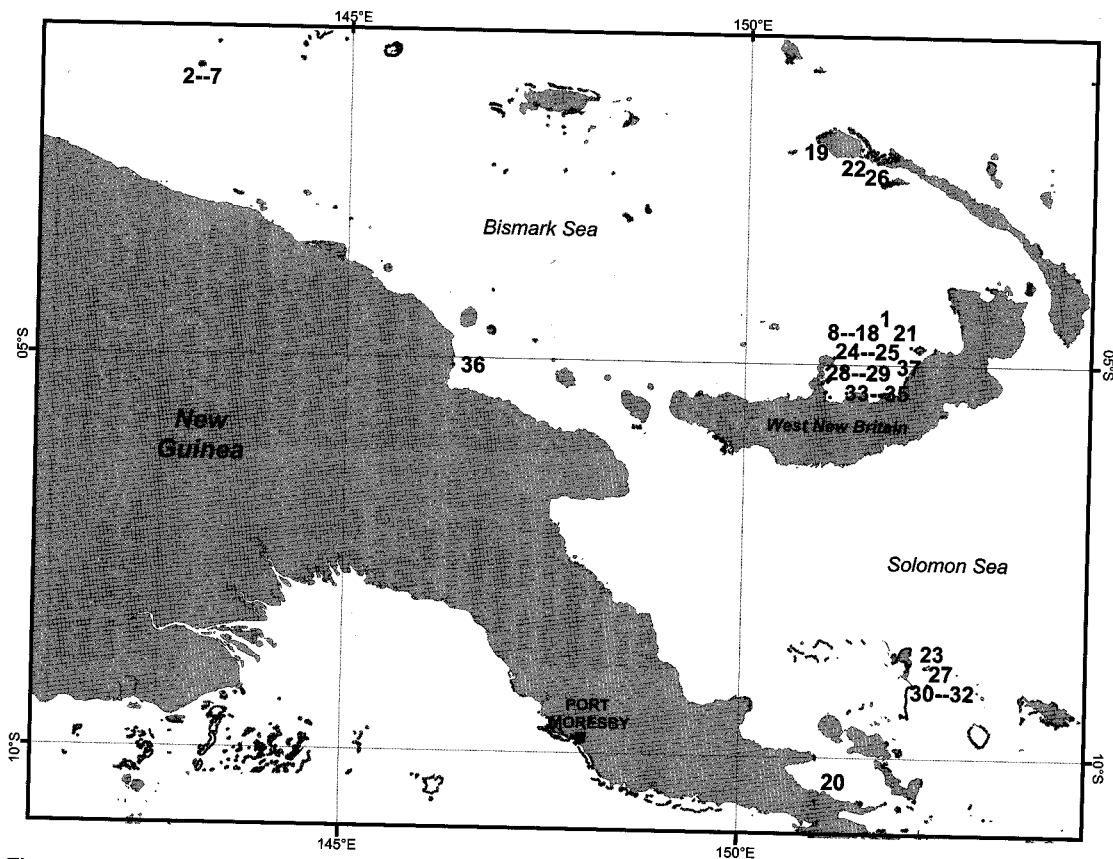 145°E
150°E
2--7
19
22
26
Bismark Sea
1
8--18
21
05°S
24--25
05°S
36
28--29
37
33--35
New
Guinea
West New Britain
Solomon Sea
23
27
30--32
PORT
MORESBY
10°S
10°S
20
145°E
150°E